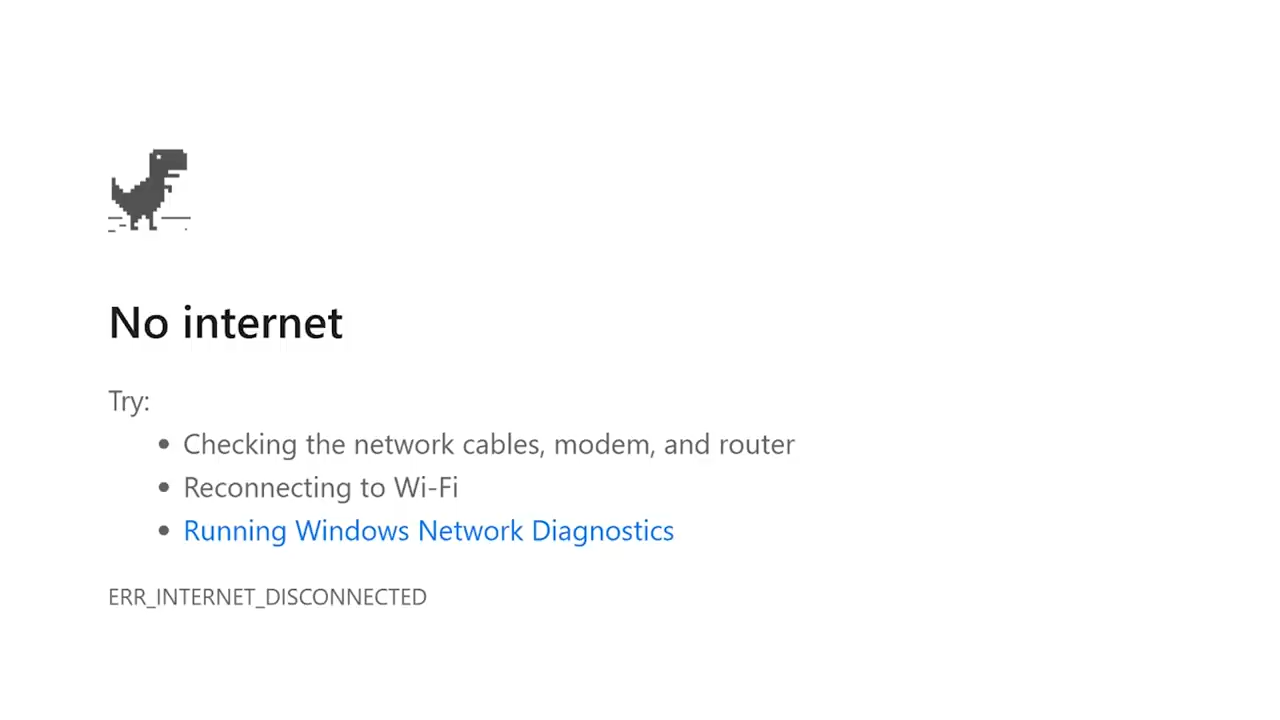 No internet
Try:
Checking the network cables, modem, and router
Reconnecting to Wi-Fi
Running Windows Network Diagnostics
ERR_INTERNET_DISCONNECTED